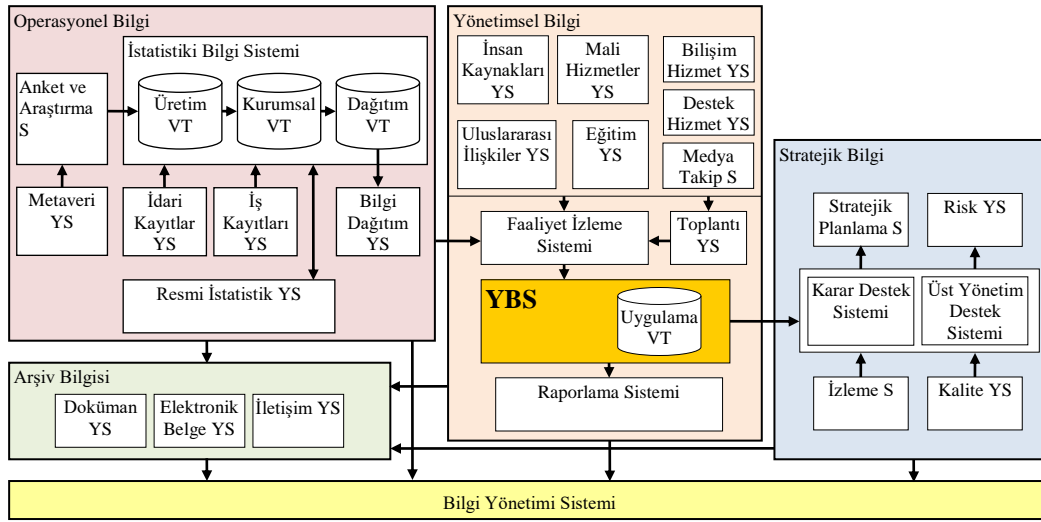 Operasyonel Bilgi
İstatistiki Bilgi Sistemi
Anket ve
Araştırma
S
Üretim
VT
Kurumsal
VT
Dağıtım
VT
Metaveri
YS
İdari
Kayıtlar
YS
İş
Kayıtları
YS
Bilgi
Dağıtım
YS
Resmi İstatistik YS
Yönetimsel Bilgi
İnsan
Kaynakları
YS
Mali
Hizmetler
YS
Bilişim
Hizmet YS
Destek
Hizmet YS
Uluslararası
İlişkiler YS
Eğitim
YS
Medya
Takip S
Faaliyet İzleme
Sistemi
Toplantı
YS
YBS
Uygulama
VT
Raporlama Sistemi
Stratejik Bilgi
Stratejik
Planlama S
Risk YS
Karar Destek
Sistemi
Üst Yönetim
Destek
Sistemi
İzleme S
Kalite YS
Arşiv Bilgisi
Doküman
YS
Elektronik
Belge YS
İletişim YS
Bilgi Yönetimi Sistemi